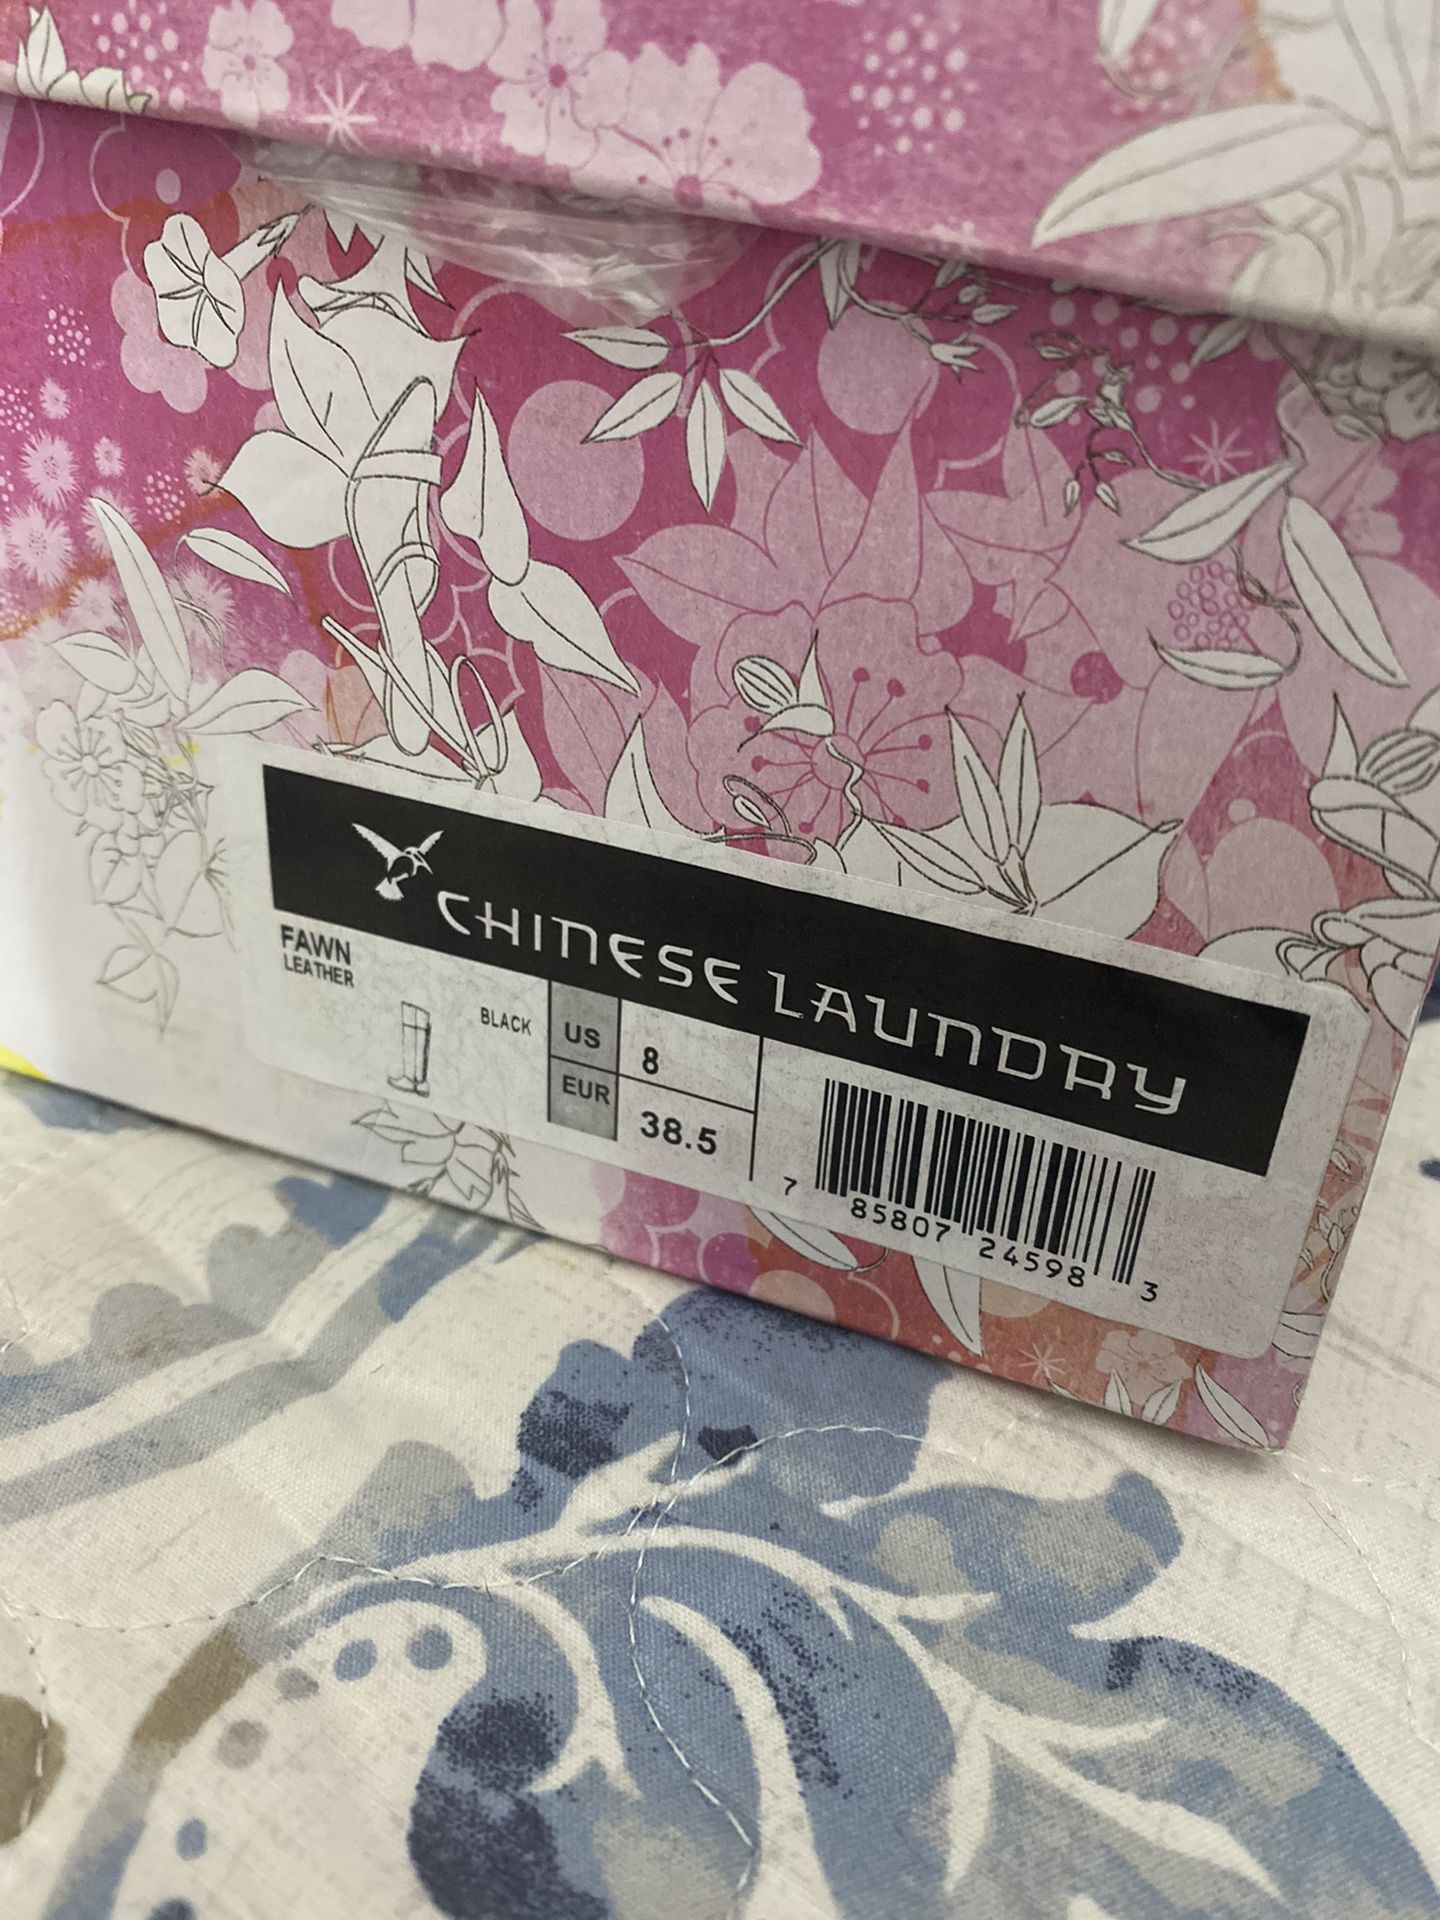 CHINESE LAUNDRY
FAWN
LEATHER
BLACK
US 8
EUR 38.5
7 85807 24598 3